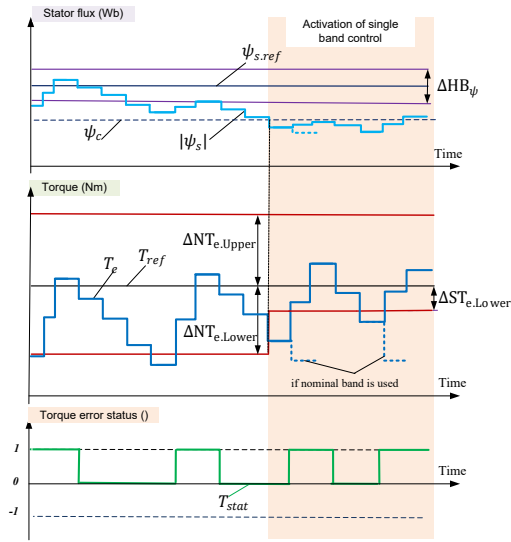 Stator flux (Wb)
Activation of single
band control
ψs.ref
ΔHBψ
ψc
|ψs|
Time
Torque (Nm)
ΔNTe.Upper
Te
Tref
ΔNTe.Lower
ΔSTe.Lower
if nominal band is used
Time
Torque error status ()
1
Time
0
Tstat
-1